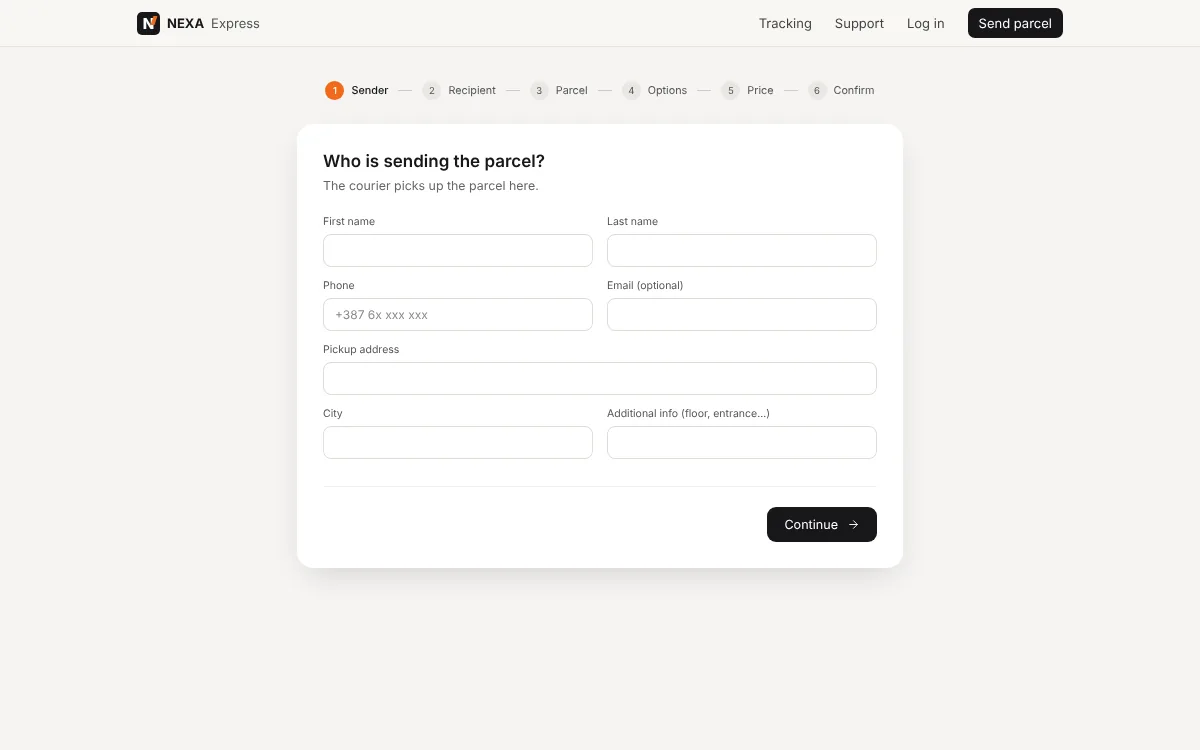 NEXA Express Tracking Support Log in Send parcel
1 Sender 2 Recipient 3 Parcel 4 Options 5 Price 6 Confirm
Who is sending the parcel?
The courier picks up the parcel here.
First name Last name
Phone Email (optional)
+387 6x xxx xxx
Pickup address
City Additional info (floor, entrance...)
Continue →